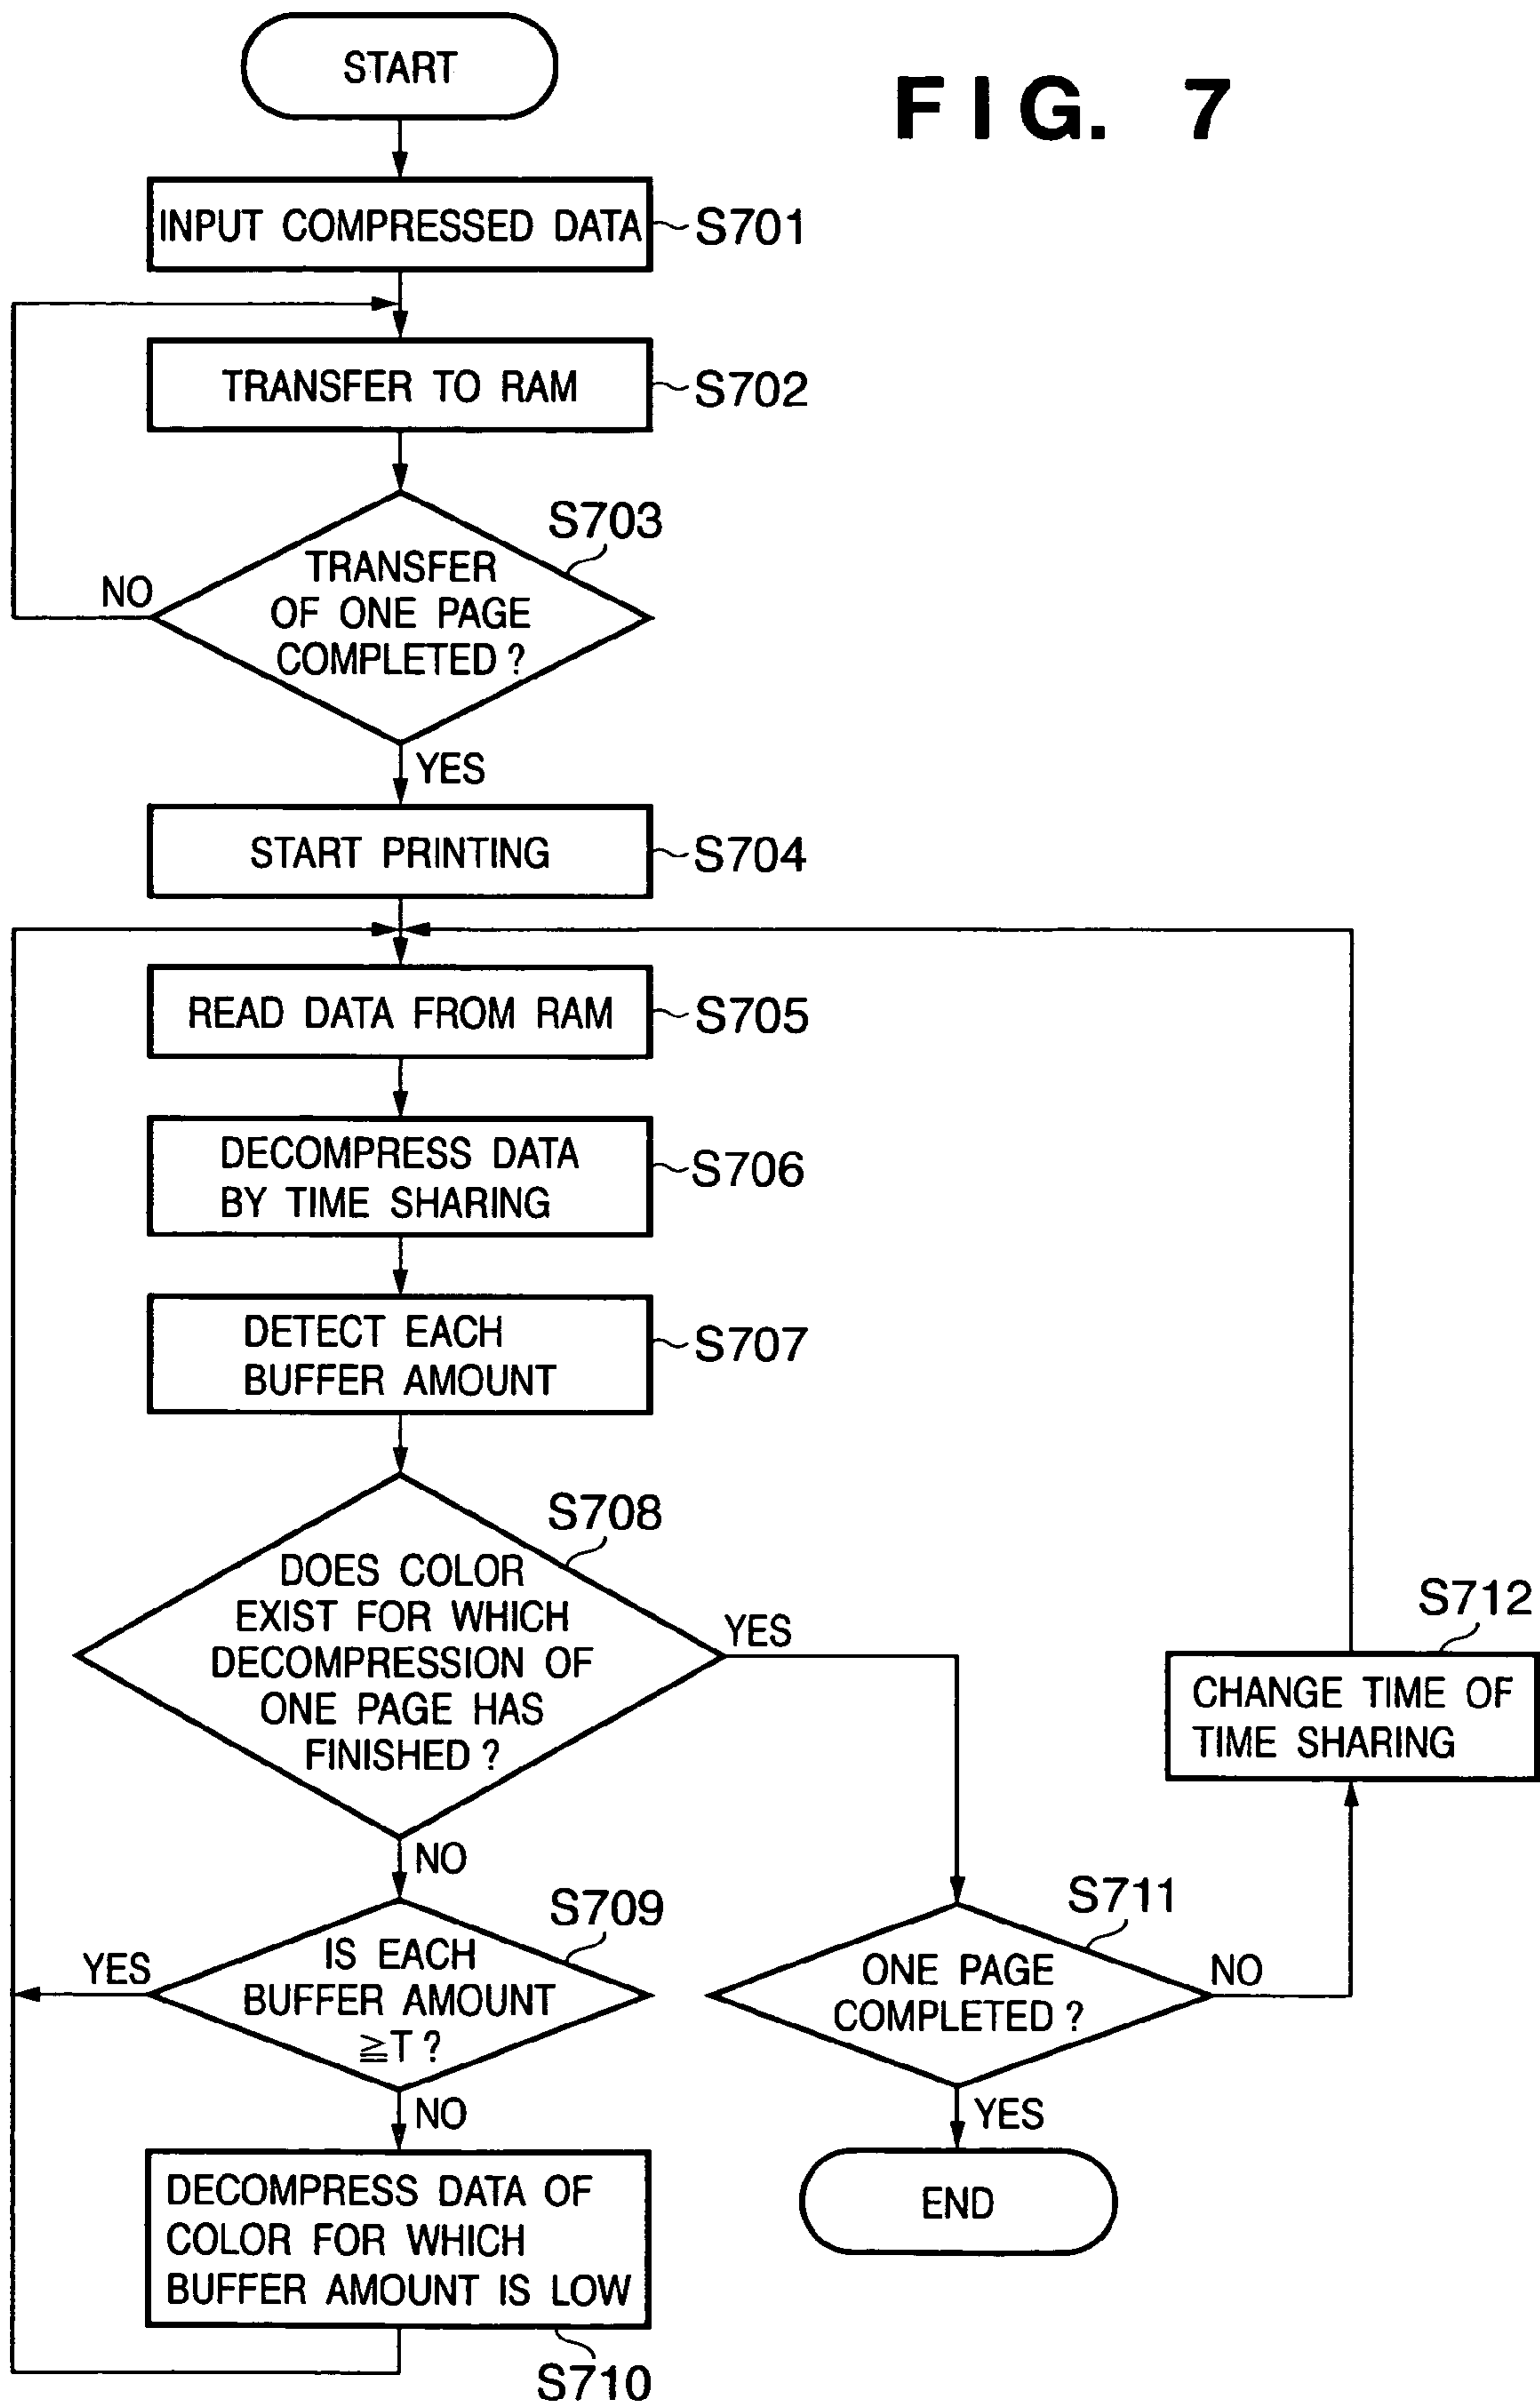 START
FIG. 7
INPUT COMPRESSED DATA
S701
TRANSFER TO RAM
S702
S703
TRANSFER
OF ONE PAGE
COMPLETED ?
NO
YES
START PRINTING
S704
READ DATA FROM RAM
S705
DECOMPRESS DATA
BY TIME SHARING
S706
DETECT EACH
BUFFER AMOUNT
S707
S708
DOES COLOR
EXIST FOR WHICH
DECOMPRESSION OF
ONE PAGE HAS
FINISHED ?
YES
NO
S712
CHANGE TIME OF
TIME SHARING
S709
IS EACH
BUFFER AMOUNT
≧T ?
YES
NO
S711
ONE PAGE
COMPLETED ?
NO
YES
DECOMPRESS DATA OF
COLOR FOR WHICH
BUFFER AMOUNT IS LOW
S710
END